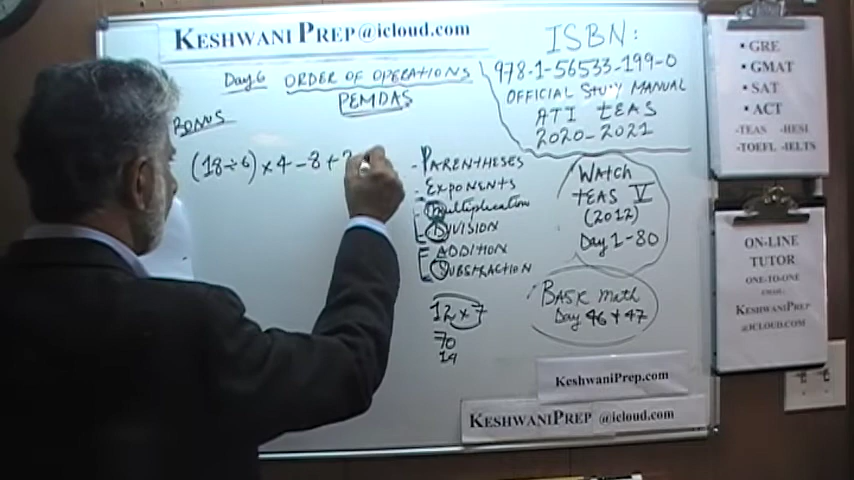 KESHWANI PREP@icloud.com
Day 6 ORDER OF OPERATIONS
PEMDAS
BONUS
(18÷6) × 4 - 8 +
- PARENTHESES
- EXPONENTS
Multiplication
DIVISION
ADDITION
SUBSTRACTION
12 × 7
70
14
ISBN:
978-1-56533-199-0
OFFICIAL STUDY MANUAL
ATI TEAS
2020-2021
WATCH
TEAS V
(2012)
Day 1-80
BASIC Math
Day 46 + 47
KESHWANIPREP.COM
KESHWANIPREP @icloud.com
• GRE
• GMAT
• SAT
• ACT
-TEAS -HESI
-TOEFL -IELTS
ON-LINE
TUTOR
ONE-TO-ONE
KESHWANIPREP
@ICLOUD.COM